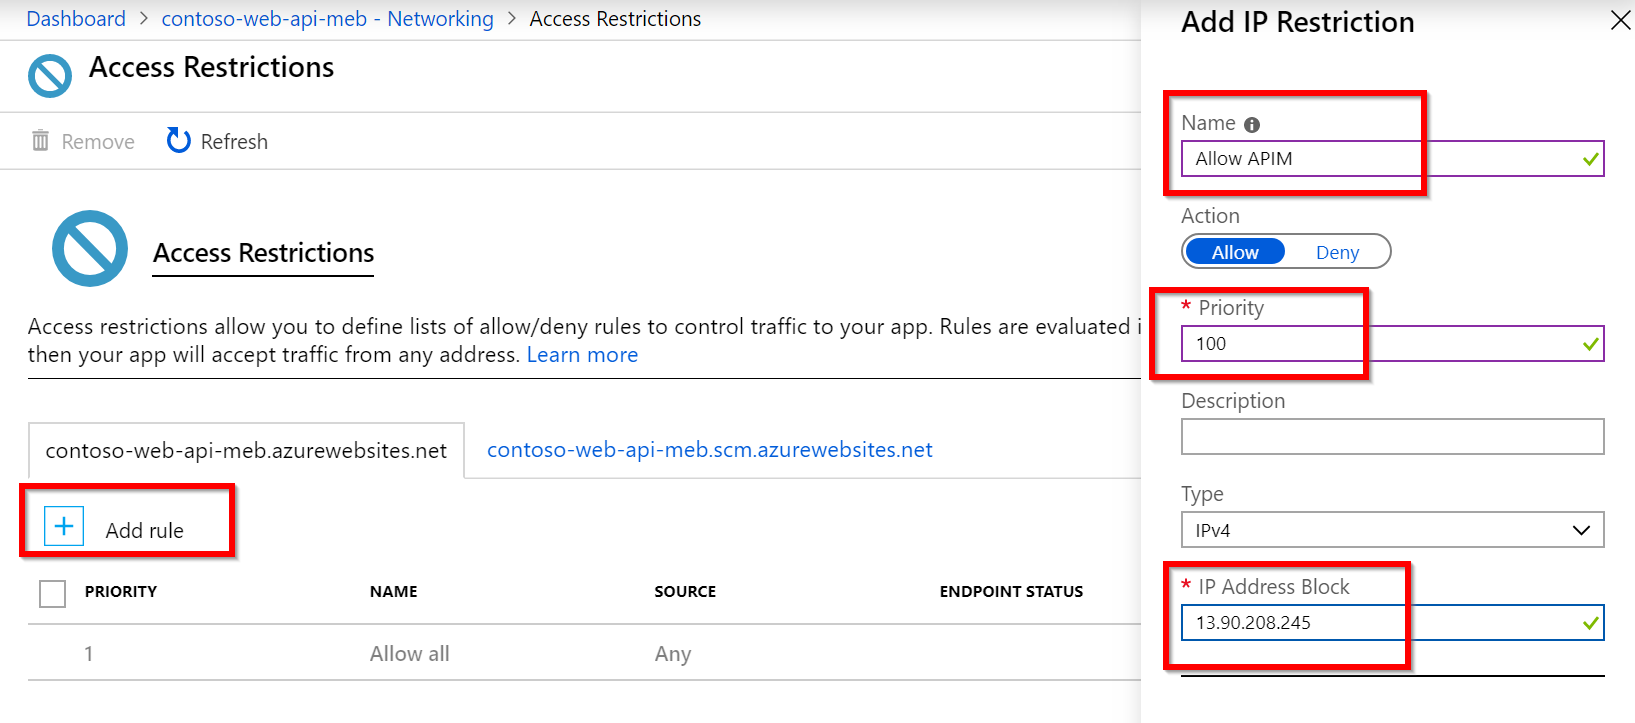 Dashboard > contoso-web-api-meb - Networking > Access Restrictions
Access Restrictions
Remove Refresh
Access Restrictions
Access restrictions allow you to define lists of allow/deny rules to control traffic to your app. Rules are evaluated i
then your app will accept traffic from any address. Learn more
contoso-web-api-meb.azurewebsites.net contoso-web-api-meb.scm.azurewebsites.net
Add rule
PRIORITY NAME SOURCE ENDPOINT STATUS
1 Allow all Any
Add IP Restriction
Name
Allow APIM
Action
Allow Deny
* Priority
100
Description
Type
IPv4
* IP Address Block
13.90.208.245